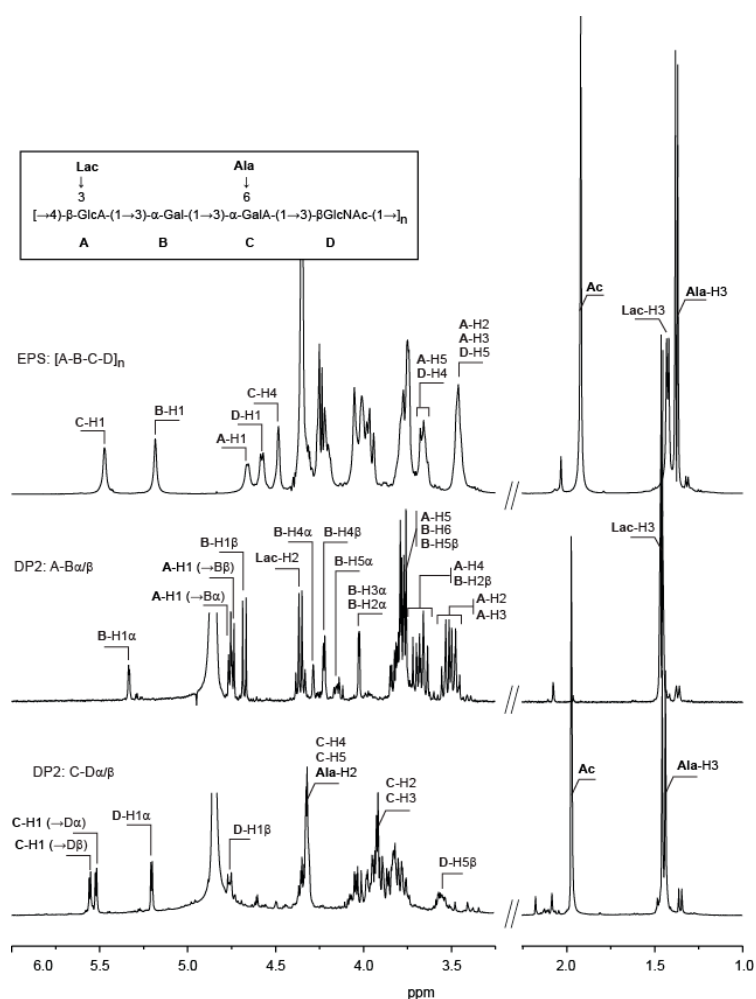 Lac
Ala
↓
↓
3
6
[→4)-β-GlcA-(1→3)-α-Gal-(1→3)-α-GalA-(1→3)-βGlcNAc-(1→]n
A
B
C
D
EPS: [A-B-C-D]n
C-H1
B-H1
A-H1
D-H1
C-H4
A-H5
D-H4
A-H2
A-H3
D-H5
Ac
Lac-H3
Ala-H3
DP2: A-Bα/β
B-H1α
A-H1 (→Bα)
A-H1 (→Bβ)
B-H1β
Lac-H2
B-H4α
B-H4β
B-H5α
B-H3α
B-H2α
A-H5
B-H6
B-H5β
A-H4
B-H2β
A-H2
A-H3
Lac-H3
DP2: C-Dα/β
C-H1 (→Dα)
C-H1 (→Dβ)
D-H1α
D-H1β
C-H4
C-H5
Ala-H2
C-H2
C-H3
D-H5β
Ac
Ala-H3
6.0 5.5 5.0 4.5 4.0 3.5 2.0 1.5 1.0
ppm